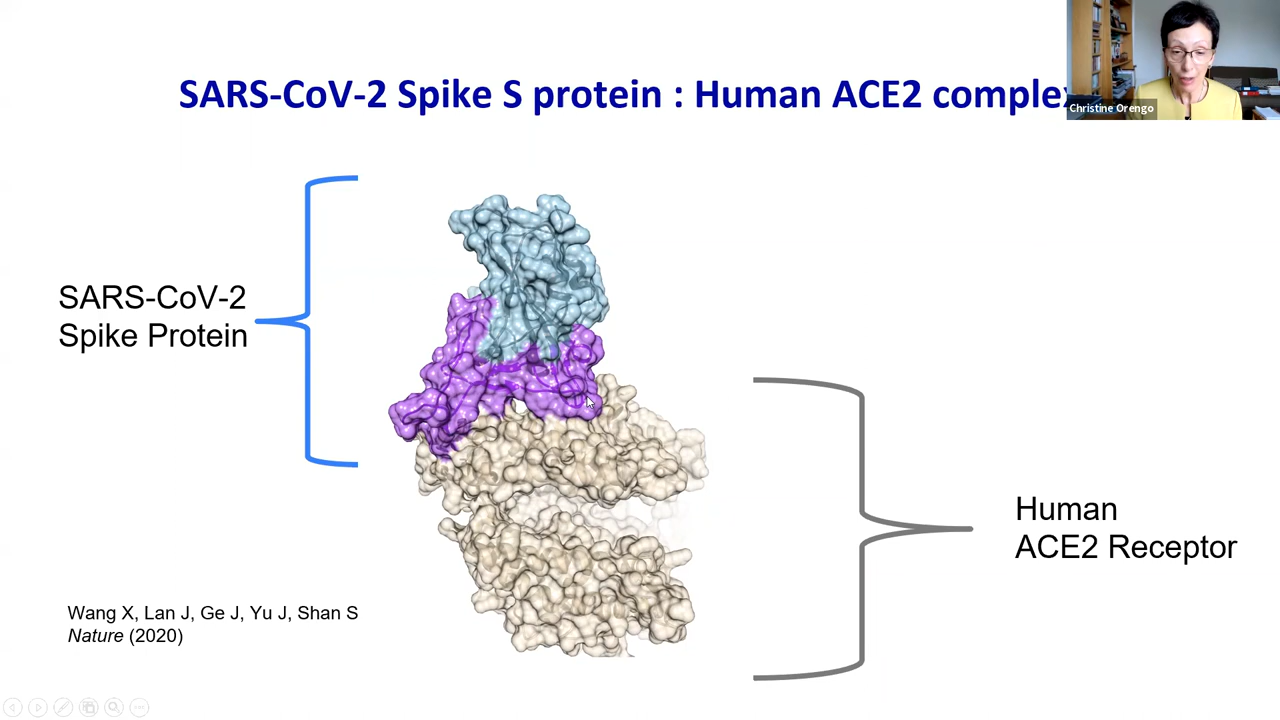 SARS-CoV-2 Spike S protein : Human ACE2 complex
Christine Orengo
SARS-CoV-2
Spike Protein
Human
ACE2 Receptor
Wang X, Lan J, Ge J, Yu J, Shan S
Nature (2020)